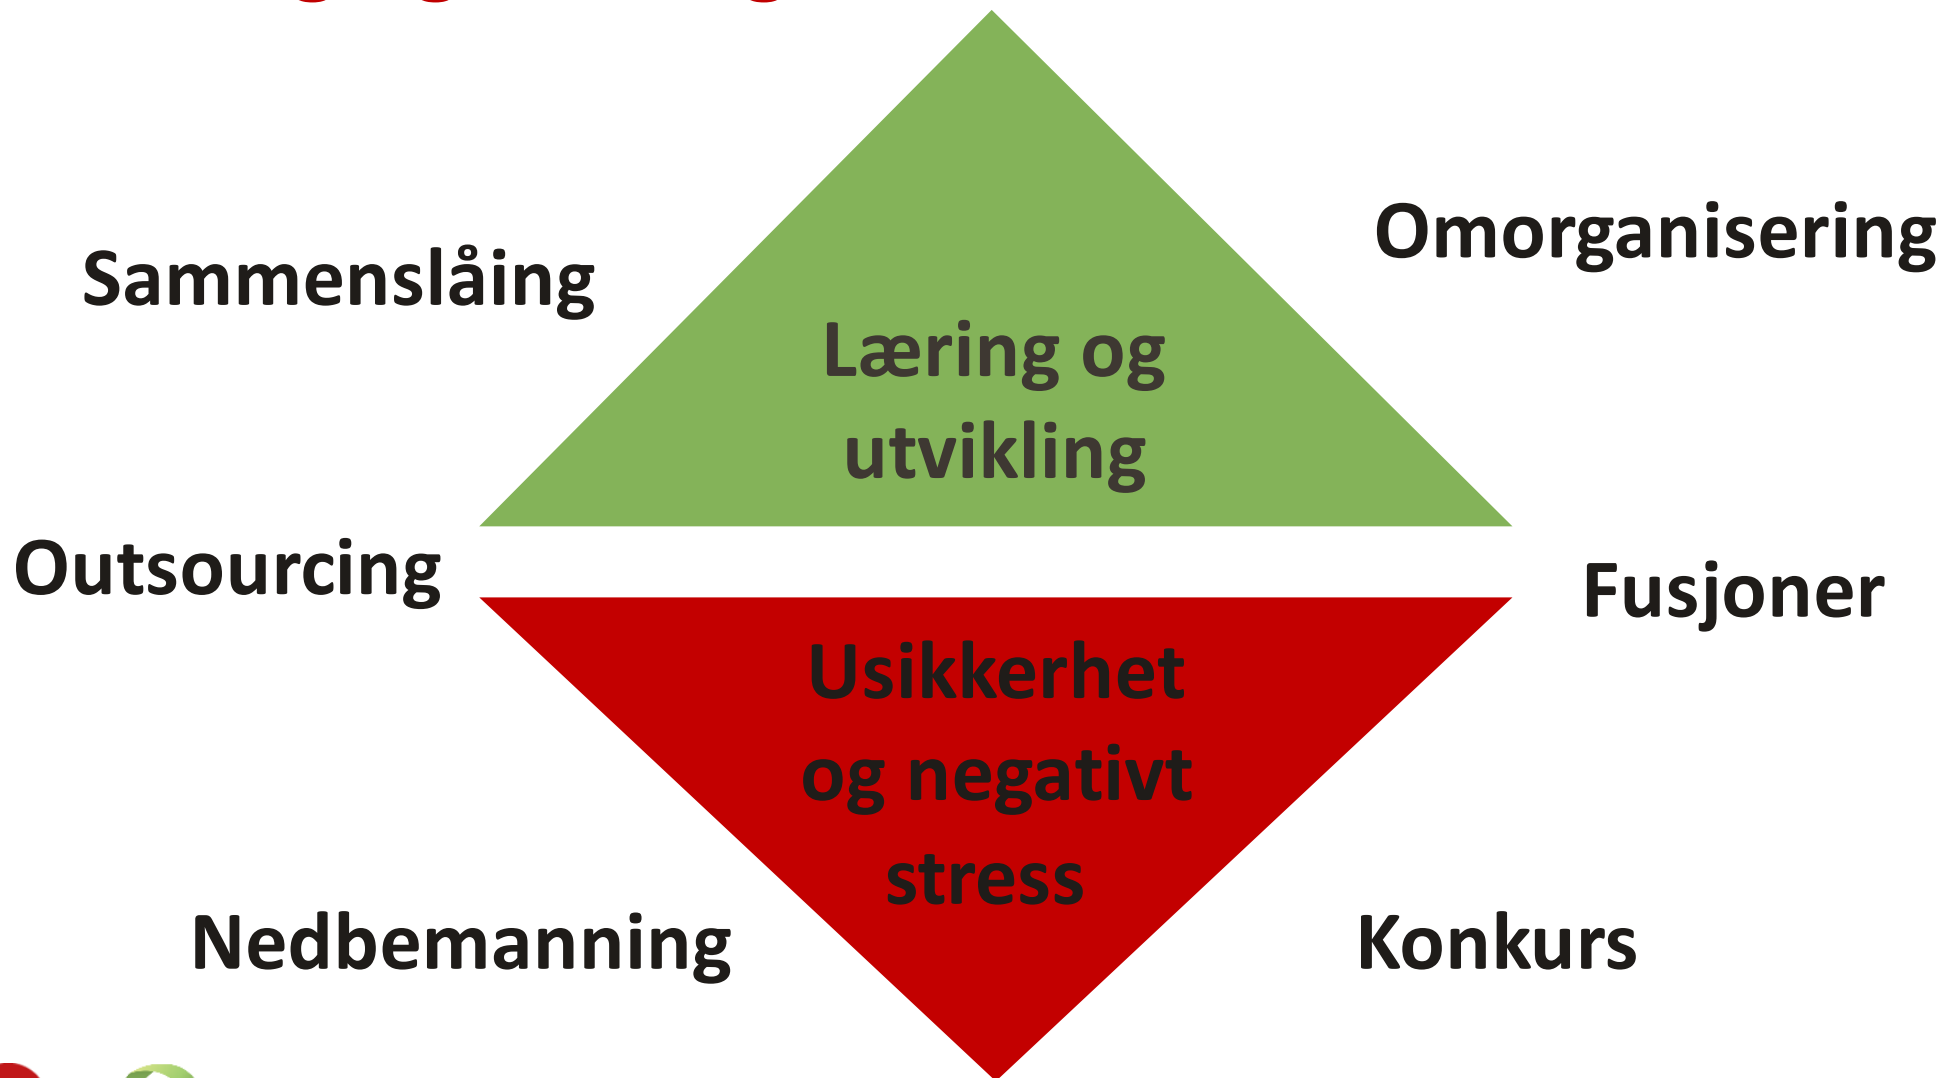 Omorganisering
Sammenslåing
Læring og
utvikling
Outsourcing
Fusjoner
Usikkerhet
og negativt
stress
Nedbemanning
Konkurs